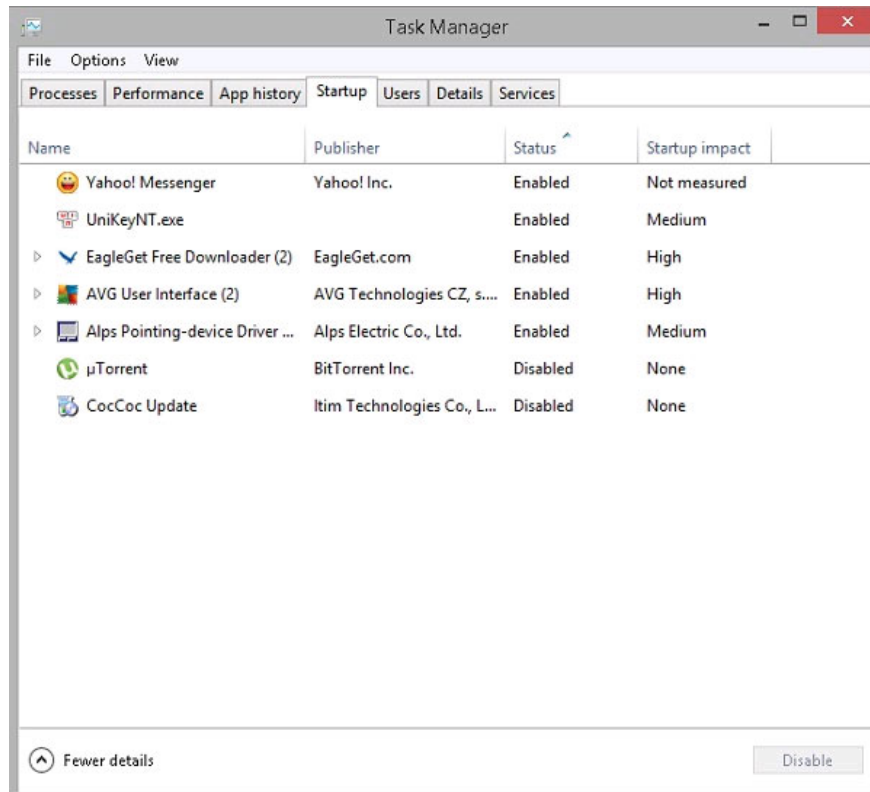 Task Manager
File Options View
Processes Performance App history Startup Users Details Services
Name Publisher Status Startup impact
Yahoo! Messenger Yahoo! Inc. Enabled Not measured
UniKeyNT.exe Enabled Medium
EagleGet Free Downloader (2) EagleGet.com Enabled High
AVG User Interface (2) AVG Technologies CZ, s.... Enabled High
Alps Pointing-device Driver ... Alps Electric Co., Ltd. Enabled Medium
µTorrent BitTorrent Inc. Disabled None
CocCoc Update Itim Technologies Co., L... Disabled None
Fewer details Disable